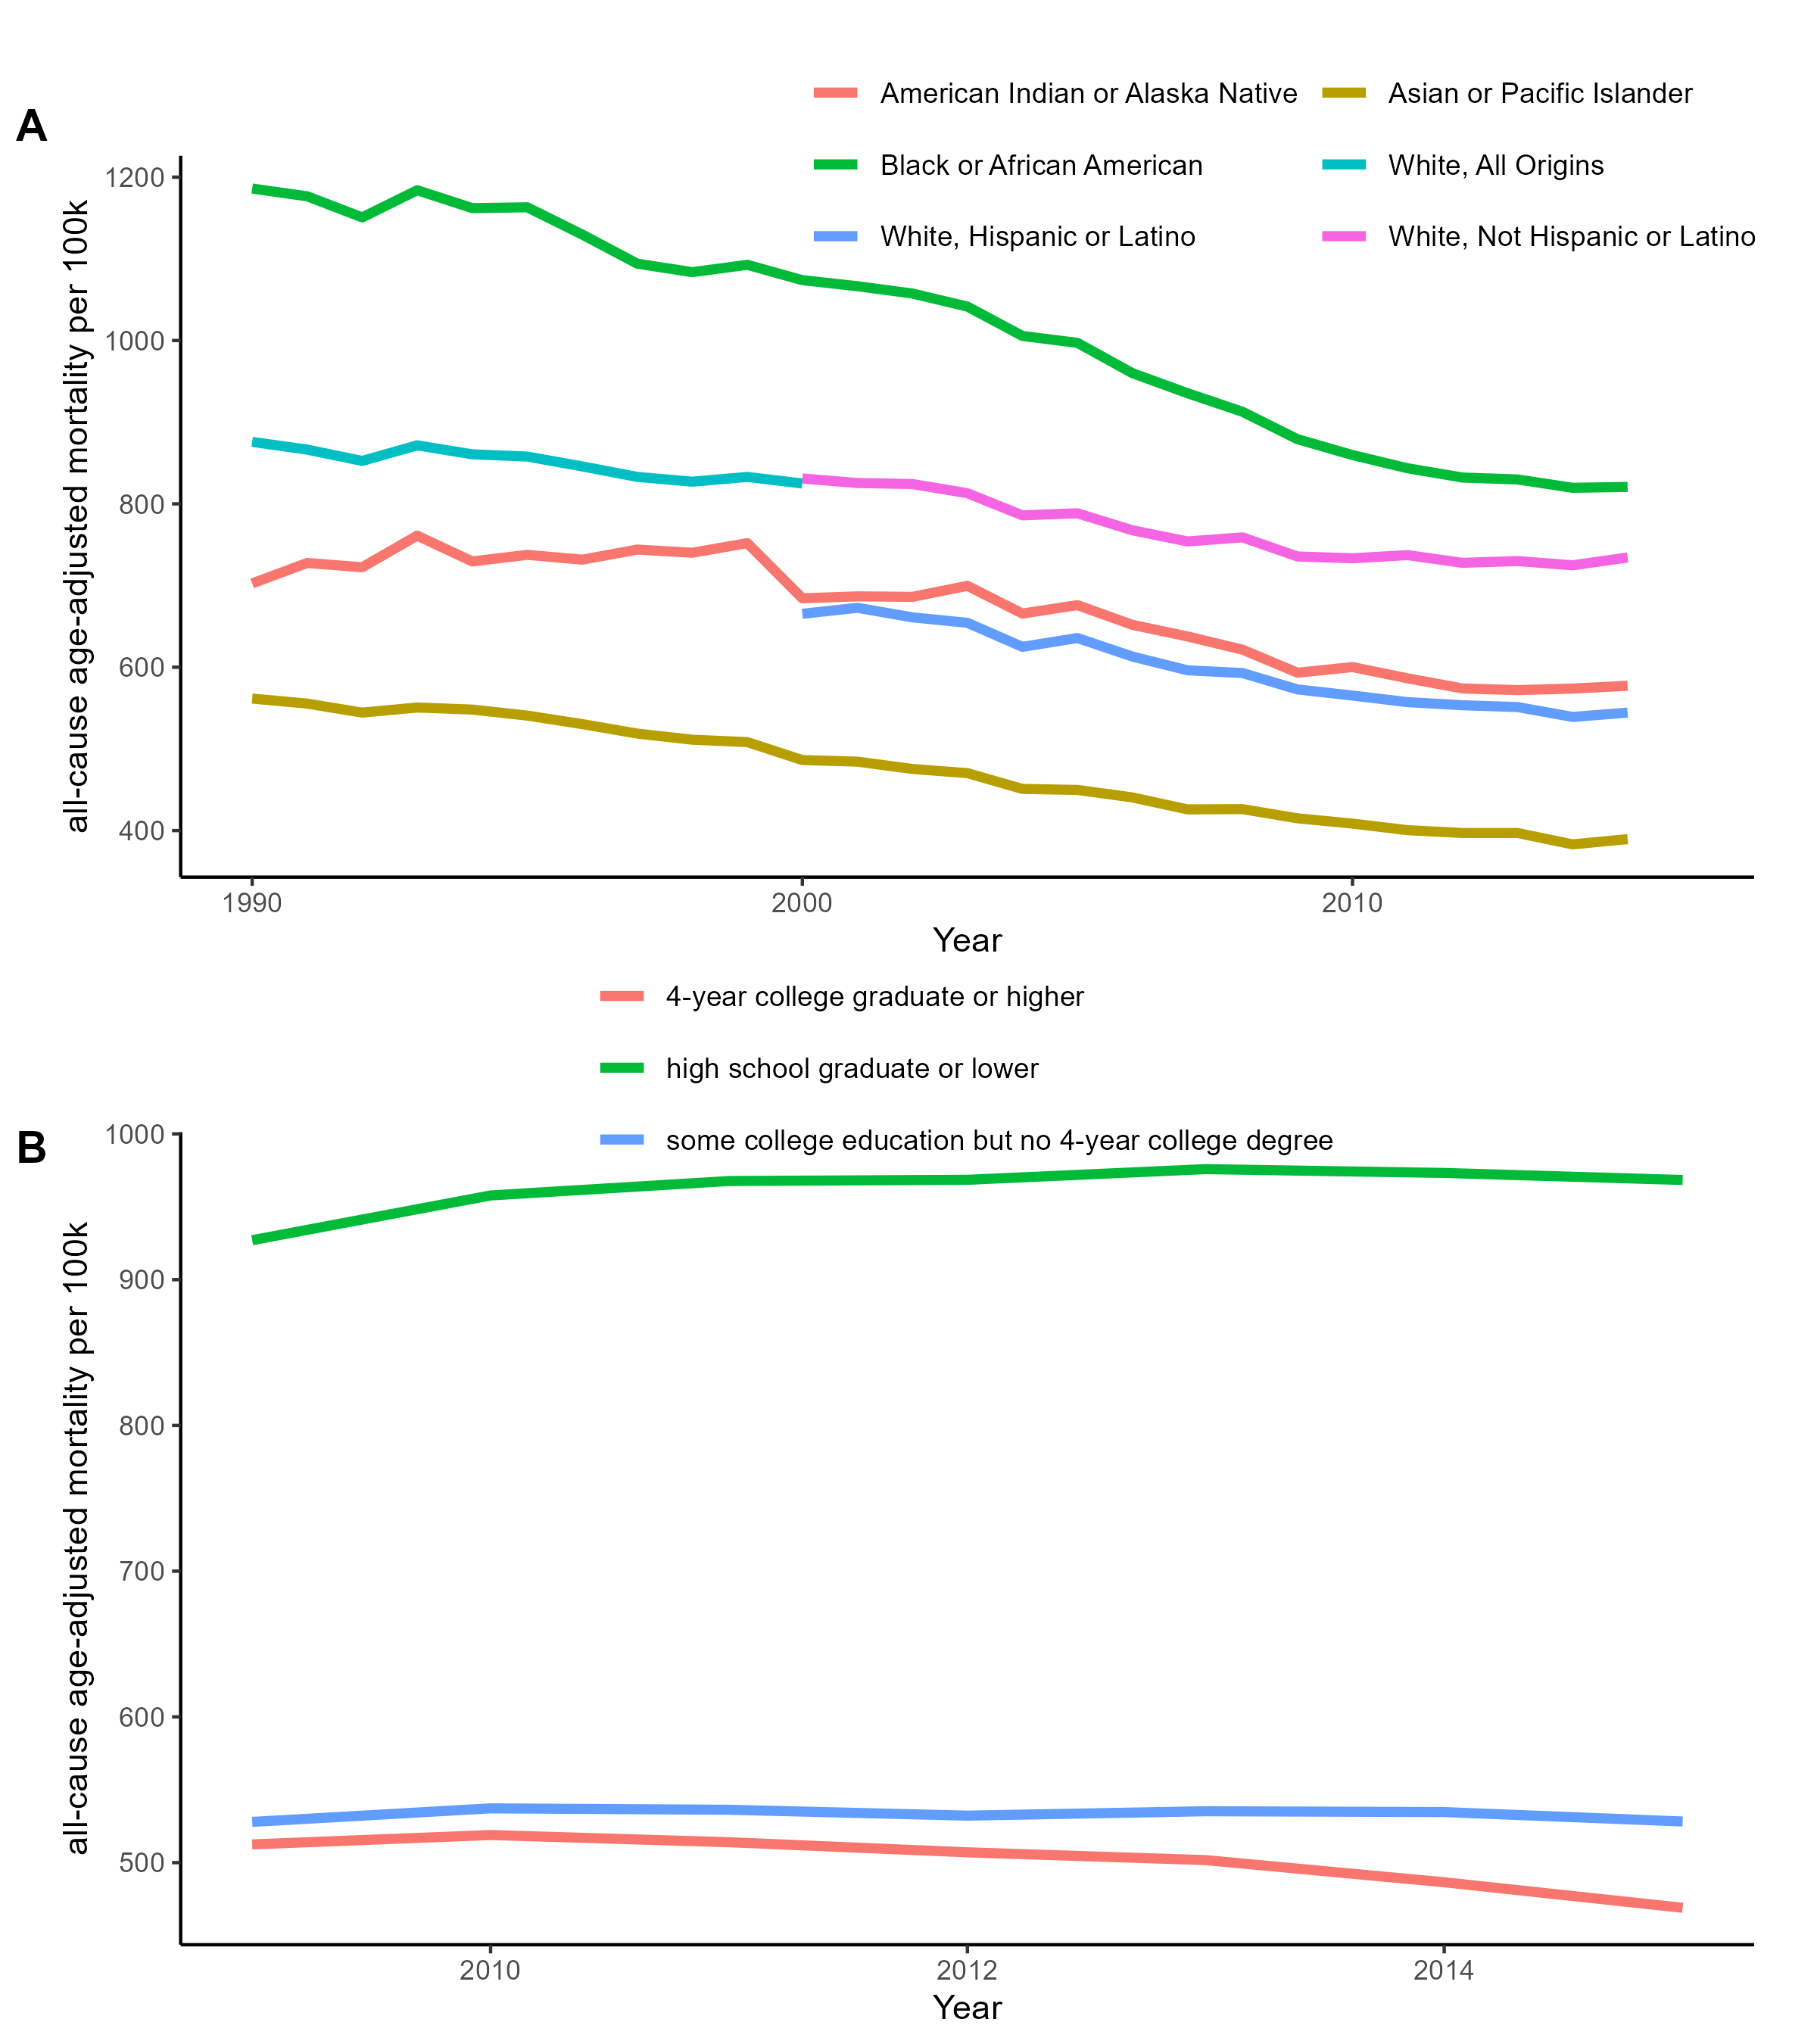 American Indian or Alaska Native Asian or Pacific Islander
A
Black or African American White, All Origins
White, Hispanic or Latino White, Not Hispanic or Latino
all-cause age-adjusted mortality per 100k
1200
1000
800
600
400
1990 2000 2010
Year
4-year college graduate or higher
high school graduate or lower
some college education but no 4-year college degree
B
all-cause age-adjusted mortality per 100k
1000
900
800
700
600
500
2010 2012 2014
Year